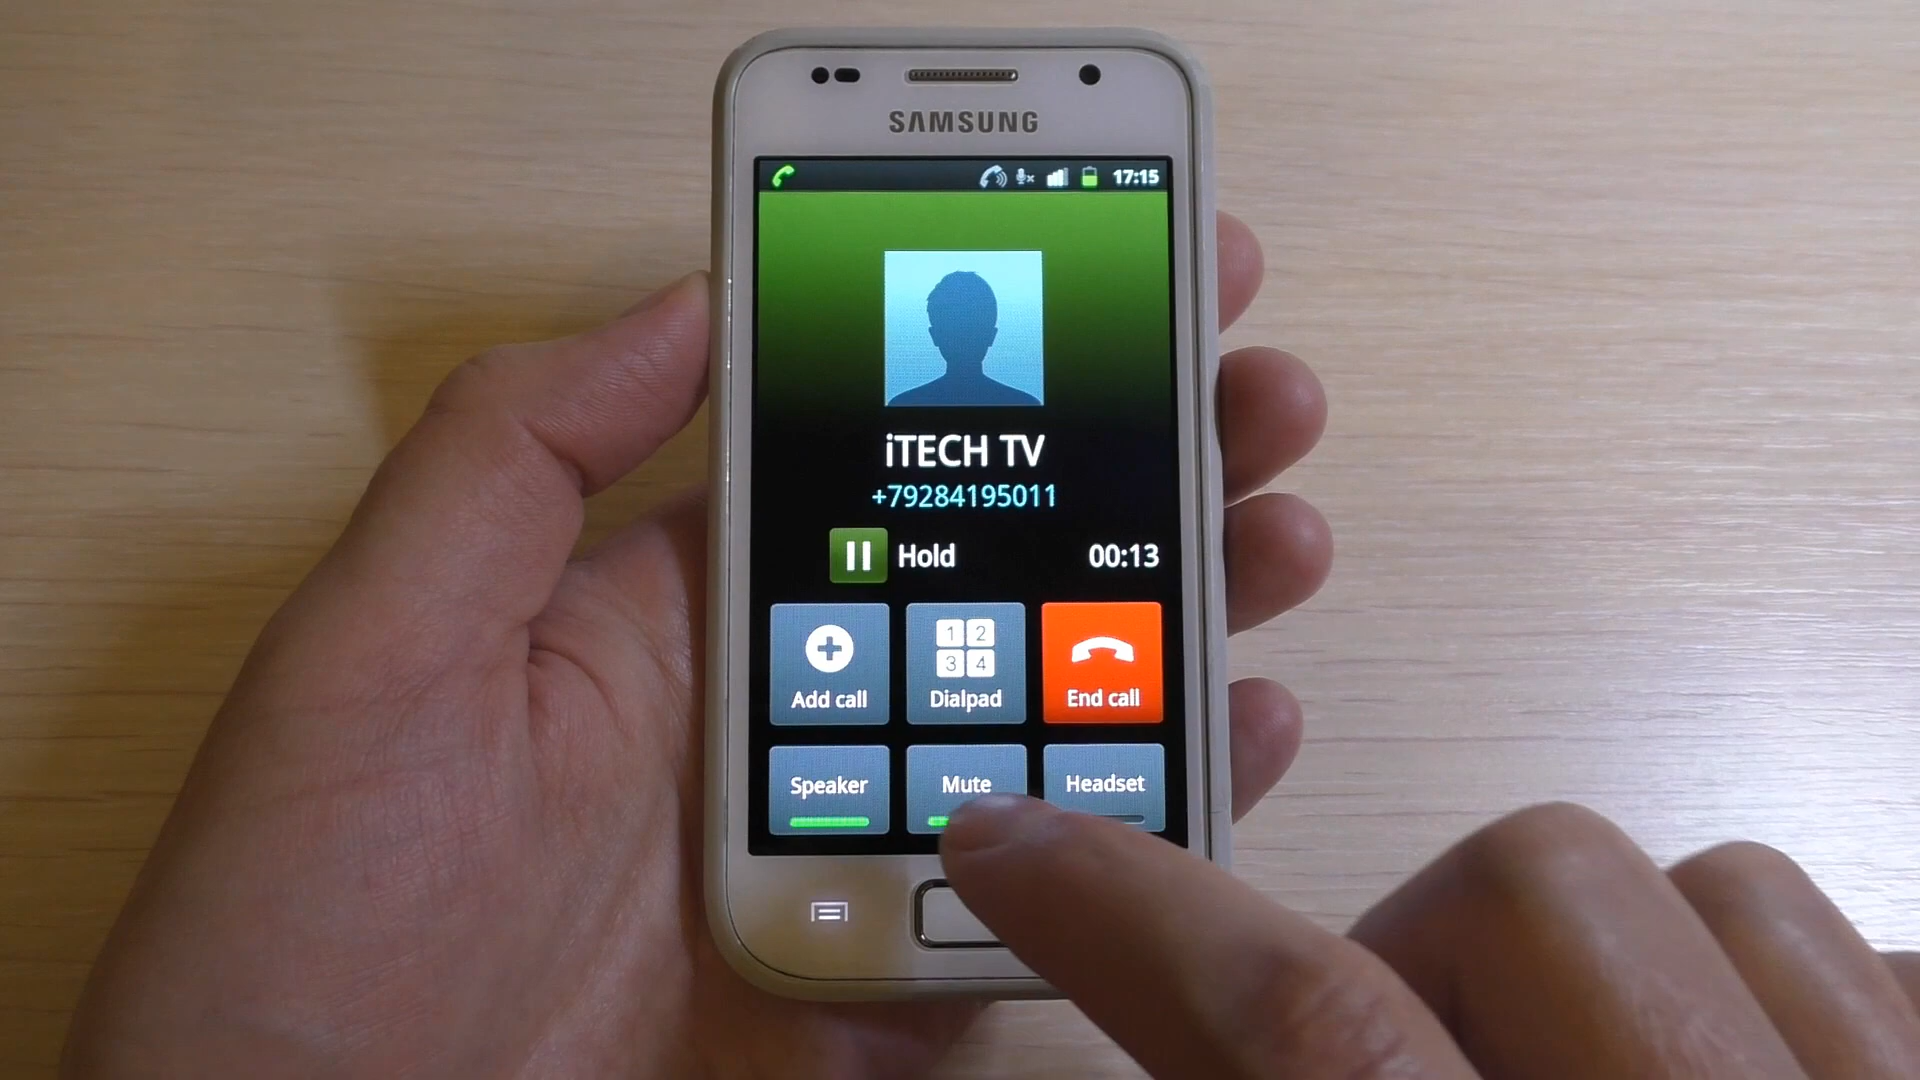 SAMSUNG
17:15
iTECH TV
+79284195011
Hold 00:13
1 2
3 4
Add call Dialpad End call
Speaker Mute Headset